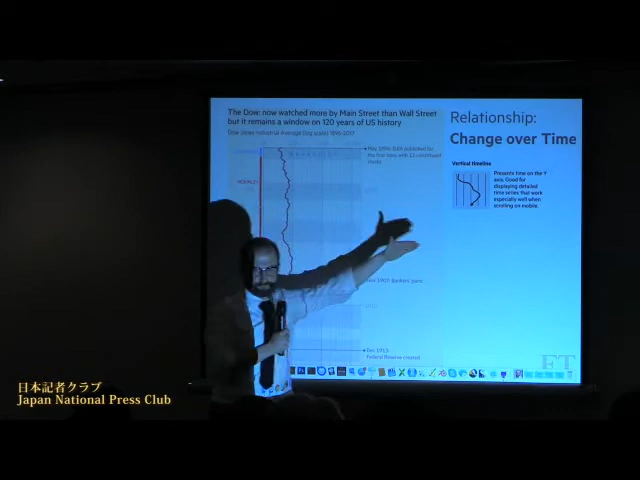 The Dow: now watched more by Main Street than Wall Street
but it remains a window on 120 years of US history
Dow Jones Industrial Average (log scale) 1896-2017
May 1896: DJIA published for
the first time, with 12 constituent
stocks
McKINLEY
Relationship:
Change over Time
Vertical timeline
Presents time on the Y
axis. Good for
displaying detailed
time series that work
especially well when
scrolling on mobile.
1907: Bankers' panic
Dec 1913:
Federal Reserve created
FT
日本記者クラブ
Japan National Press Club